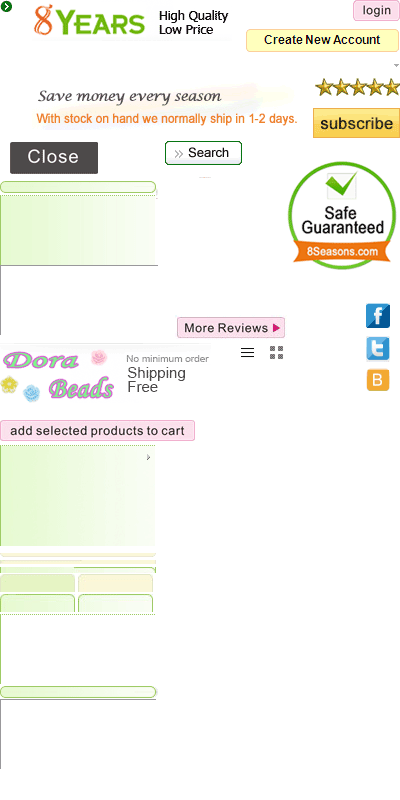 login
8 YEARS
High Quality
Low Price
Create New Account
Save money every season
With stock on hand we normally ship in 1-2 days.
subscribe
Close
Search
Safe
Guaranteed
8Seasons.com
More Reviews
f
t
Dora
Beads
No minimum order
Shipping
Free
B
add selected products to cart